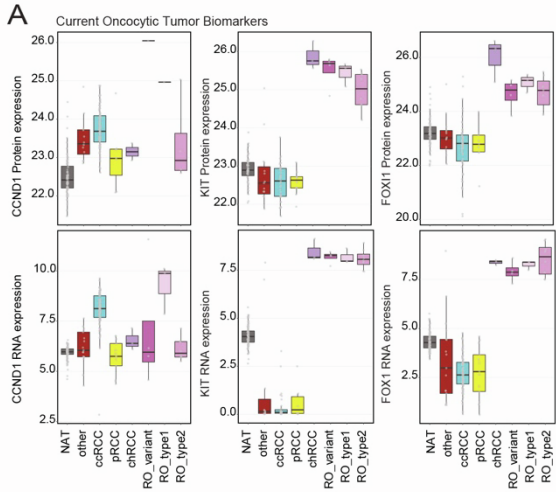 A
Current Oncocytic Tumor Biomarkers
CCND1 Protein expression
26.0
25.0
24.0
23.0
22.0
KIT Protein expression
26.0
25.0
24.0
23.0
22.0
FOXI1 Protein expression
26.0
24.0
22.0
20.0
CCND1 RNA expression
10.0
7.5
5.0
2.5
KIT RNA expression
7.5
5.0
2.5
0.0
FOX1 RNA expression
7.5
5.0
2.5
NAT
other
ccRCC
pRCC
chRCC
RO_variant
RO_type1
RO_type2
NAT
other
ccRCC
pRCC
chRCC
RO_variant
RO_type1
RO_type2
NAT
other
ccRCC
pRCC
chRCC
RO_variant
RO_type1
RO_type2